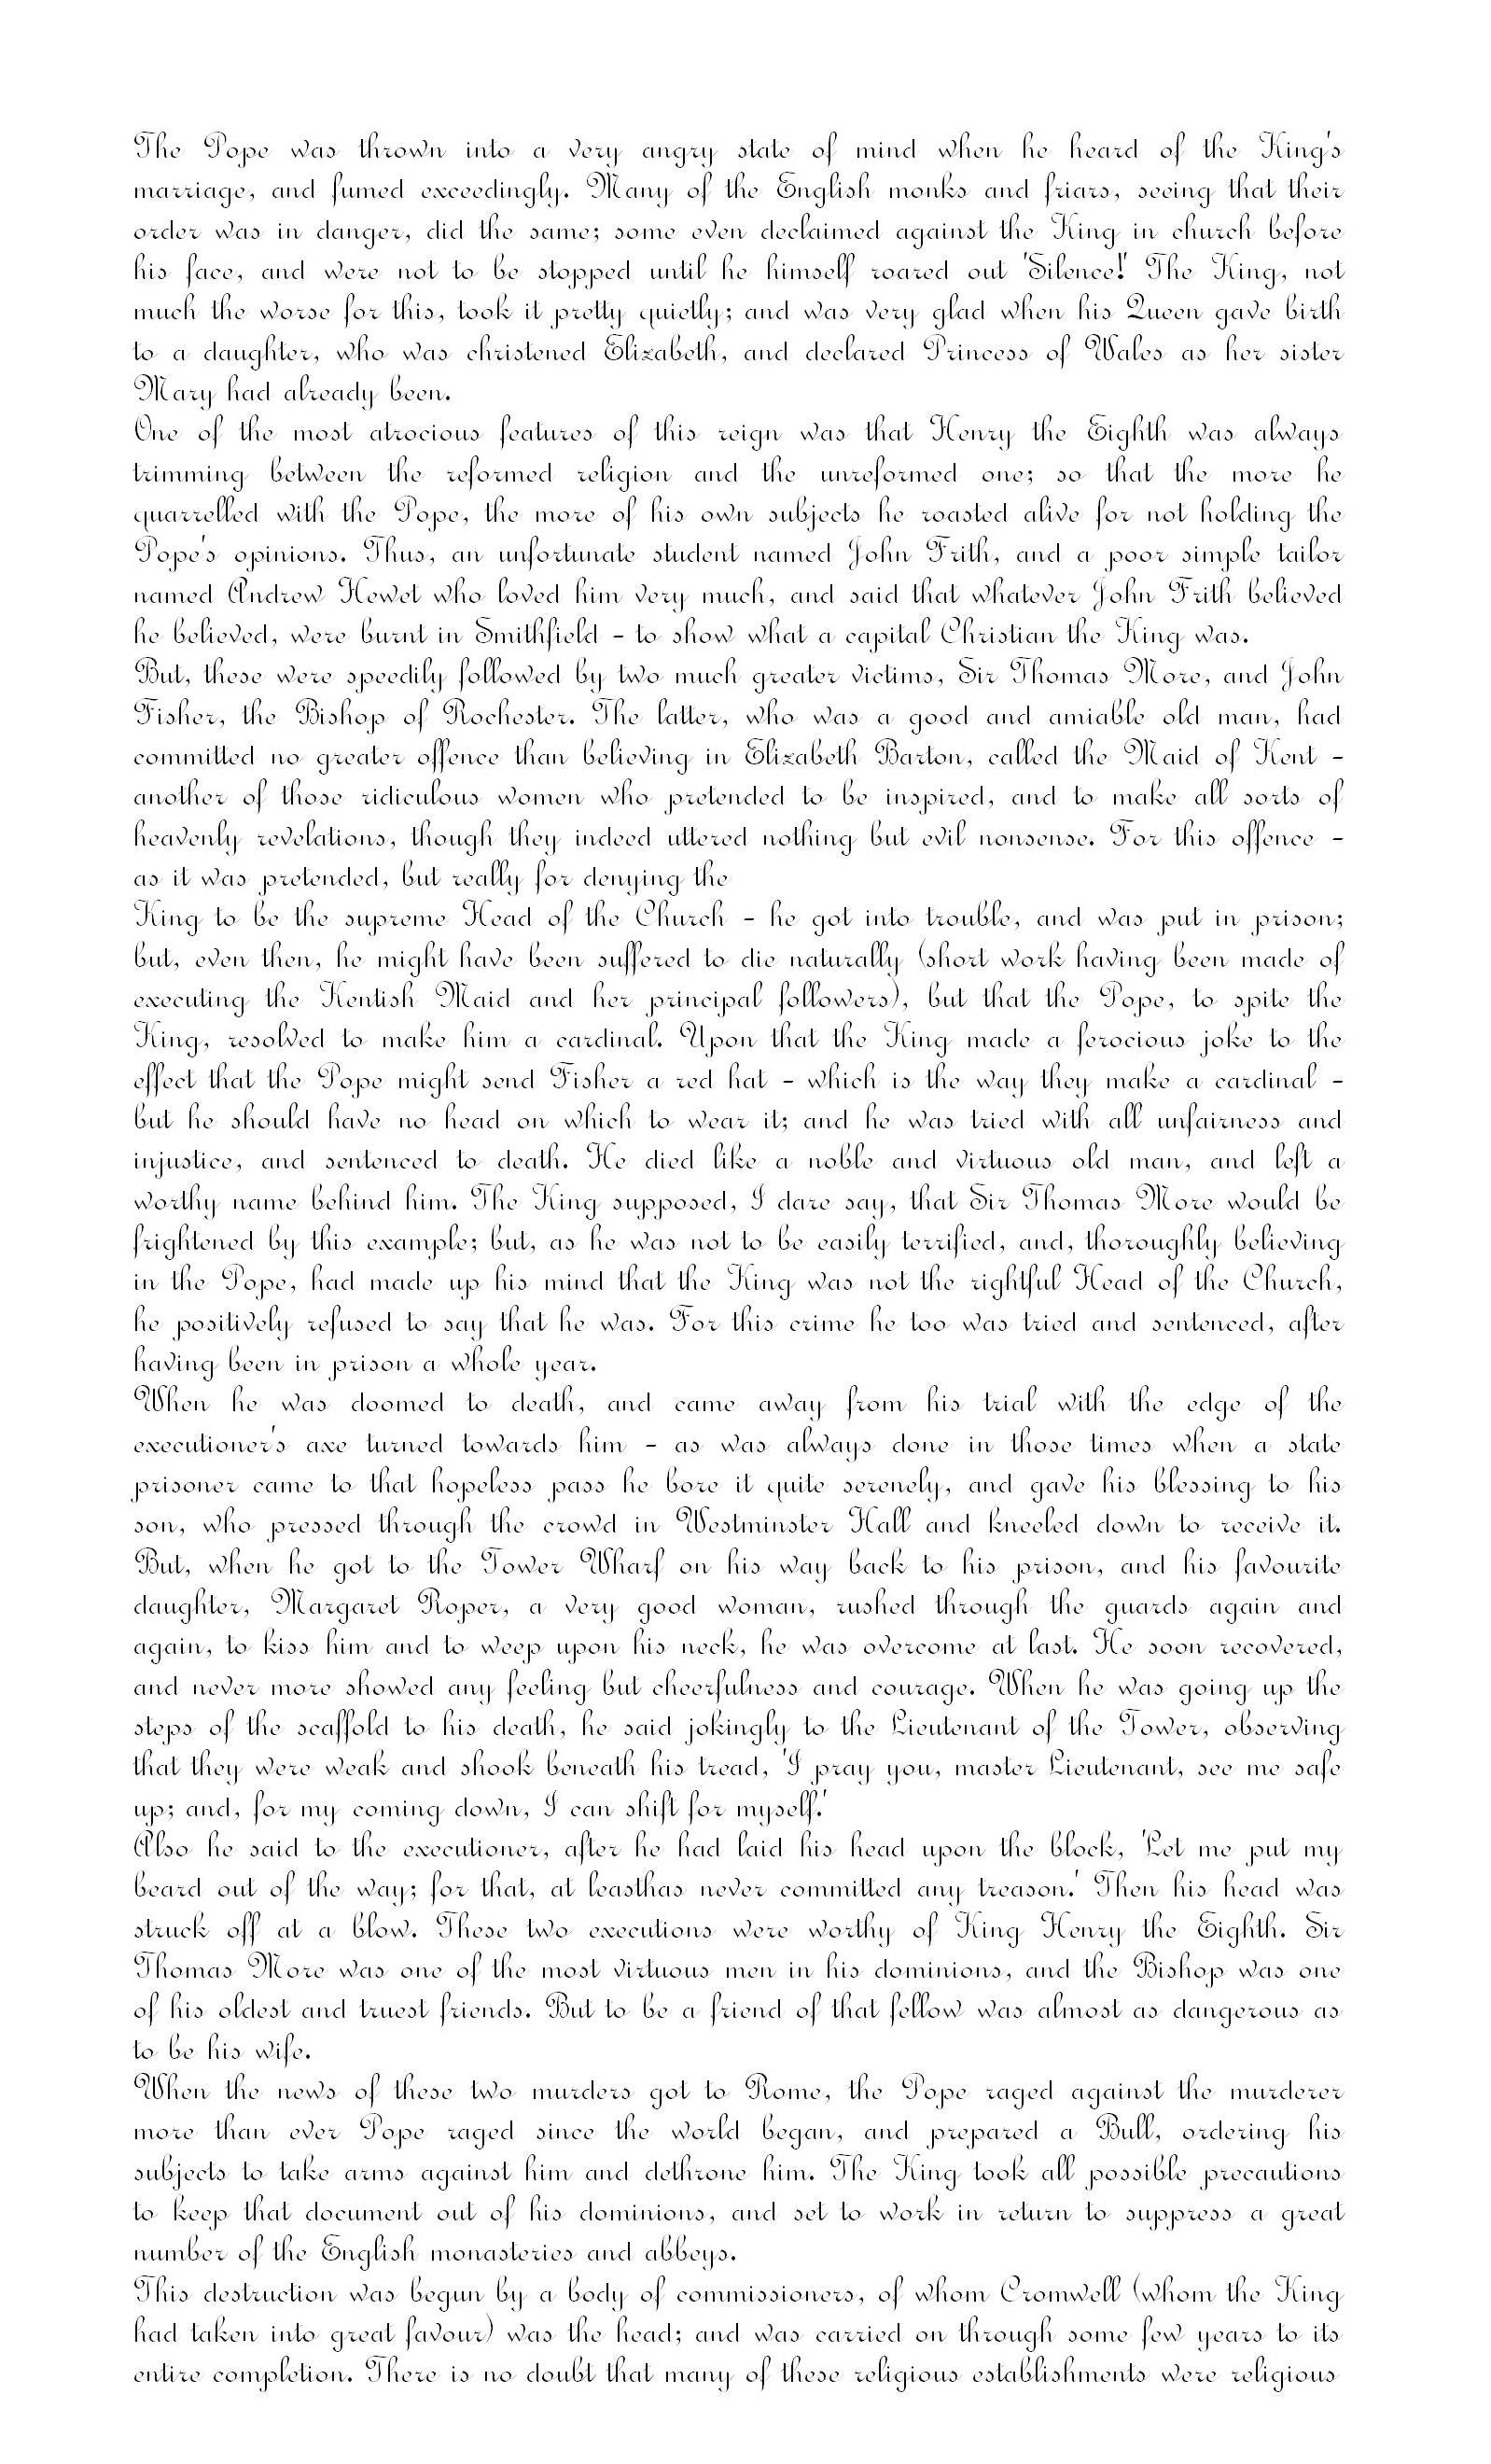 The Pope was thrown into a very angry state of mind when he heard of the King's
marriage, and fumed exceedingly. Many of the English monks and friars, seeing that their
order was in danger, did the same; some even declaimed against the King in church before
his face, and were not to be stopped until he himself roared out 'Silence!' The King, not
much the worse for this, took it pretty quietly; and was very glad when his Queen gave birth
to a daughter, who was christened Elizabeth, and declared Princess of Wales as her sister
Mary had already been.
One of the most atrocious features of this reign was that Henry the Eighth was always
trimming between the reformed religion and the unreformed one; so that the more he
quarrelled with the Pope, the more of his own subjects he roasted alive for not holding the
Pope's opinions. Thus, an unfortunate student named John Frith, and a poor simple tailor
named Andrew Hewet who loved him very much, and said that whatever John Frith believed
he believed, were burnt in Smithfield - to show what a capital Christian the King was.
But, these were speedily followed by two much greater victims, Sir Thomas More, and John
Fisher, the Bishop of Rochester. The latter, who was a good and amiable old man, had
committed no greater offence than believing in Elizabeth Barton, called the Maid of Kent -
another of those ridiculous women who pretended to be inspired, and to make all sorts of
heavenly revelations, though they indeed uttered nothing but evil nonsense. For this offence -
as it was pretended, but really for denying the
King to be the supreme Head of the Church - he got into trouble, and was put in prison;
but, even then, he might have been suffered to die naturally (short work having been made of
executing the Kentish Maid and her principal followers), but that the Pope, to spite the
King, resolved to make him a cardinal. Upon that the King made a ferocious joke to the
effect that the Pope might send Fisher a red hat - which is the way they make a cardinal -
but he should have no head on which to wear it; and he was tried with all unfairness and
injustice, and sentenced to death. He died like a noble and virtuous old man, and left a
worthy name behind him. The King supposed, I dare say, that Sir Thomas More would be
frightened by this example; but, as he was not to be easily terrified, and, thoroughly believing
in the Pope, had made up his mind that the King was not the rightful Head of the Church,
he positively refused to say that he was. For this crime he too was tried and sentenced, after
having been in prison a whole year.
When he was doomed to death, and came away from his trial with the edge of the
executioner's axe turned towards him - as was always done in those times when a state
prisoner came to that hopeless pass he bore it quite serenely, and gave his blessing to his
son, who pressed through the crowd in Westminster Hall and kneeled down to receive it.
But, when he got to the Tower Wharf on his way back to his prison, and his favourite
daughter, Margaret Roper, a very good woman, rushed through the guards again and
again, to kiss him and to weep upon his neck, he was overcome at last. He soon recovered,
and never more showed any feeling but cheerfulness and courage. When he was going up the
steps of the scaffold to his death, he said jokingly to the Lieutenant of the Tower, observing
that they were weak and shook beneath his tread, 'I pray you, master Lieutenant, see me safe
up; and, for my coming down, I can shift for myself.'
Also he said to the executioner, after he had laid his head upon the block, 'Let me put my
beard out of the way; for that, at leasthas never committed any treason.' Then his head was
struck off at a blow. These two executions were worthy of King Henry the Eighth. Sir
Thomas More was one of the most virtuous men in his dominions, and the Bishop was one
of his oldest and truest friends. But to be a friend of that fellow was almost as dangerous as
to be his wife.
When the news of these two murders got to Rome, the Pope raged against the murderer
more than ever Pope raged since the world began, and prepared a Bull, ordering his
subjects to take arms against him and dethrone him. The King took all possible precautions
to keep that document out of his dominions, and set to work in return to suppress a great
number of the English monasteries and abbeys.
This destruction was begun by a body of commissioners, of whom Cromwell (whom the King
had taken into great favour) was the head; and was carried on through some few years to its
entire completion. There is no doubt that many of these religious establishments were religious